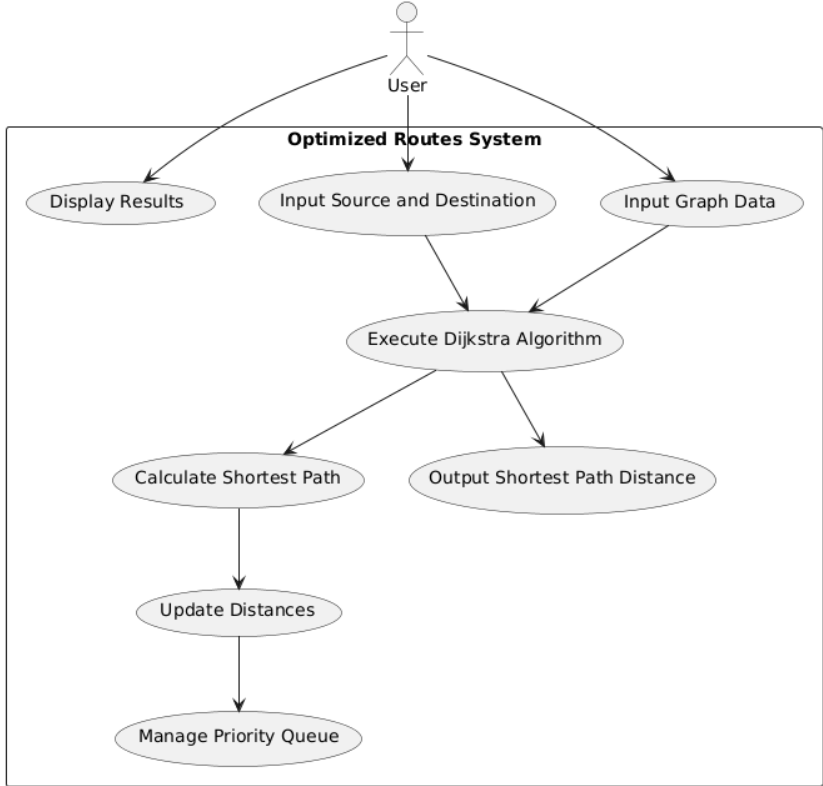 User
Optimized Routes System
Display Results
Input Source and Destination
Input Graph Data
Execute Dijkstra Algorithm
Calculate Shortest Path
Output Shortest Path Distance
Update Distances
Manage Priority Queue